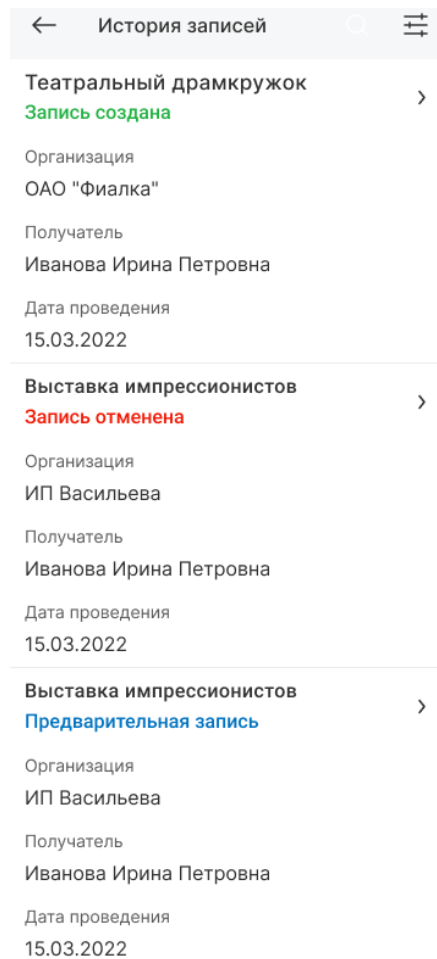 История записей
Театральный драмкружок
Запись создана
Организация
ОАО "Фиалка"
Получатель
Иванова Ирина Петровна
Дата проведения
15.03.2022
Выставка импрессионистов
Запись отменена
Организация
ИП Васильева
Получатель
Иванова Ирина Петровна
Дата проведения
15.03.2022
Выставка импрессионистов
Предварительная запись
Организация
ИП Васильева
Получатель
Иванова Ирина Петровна
Дата проведения
15.03.2022